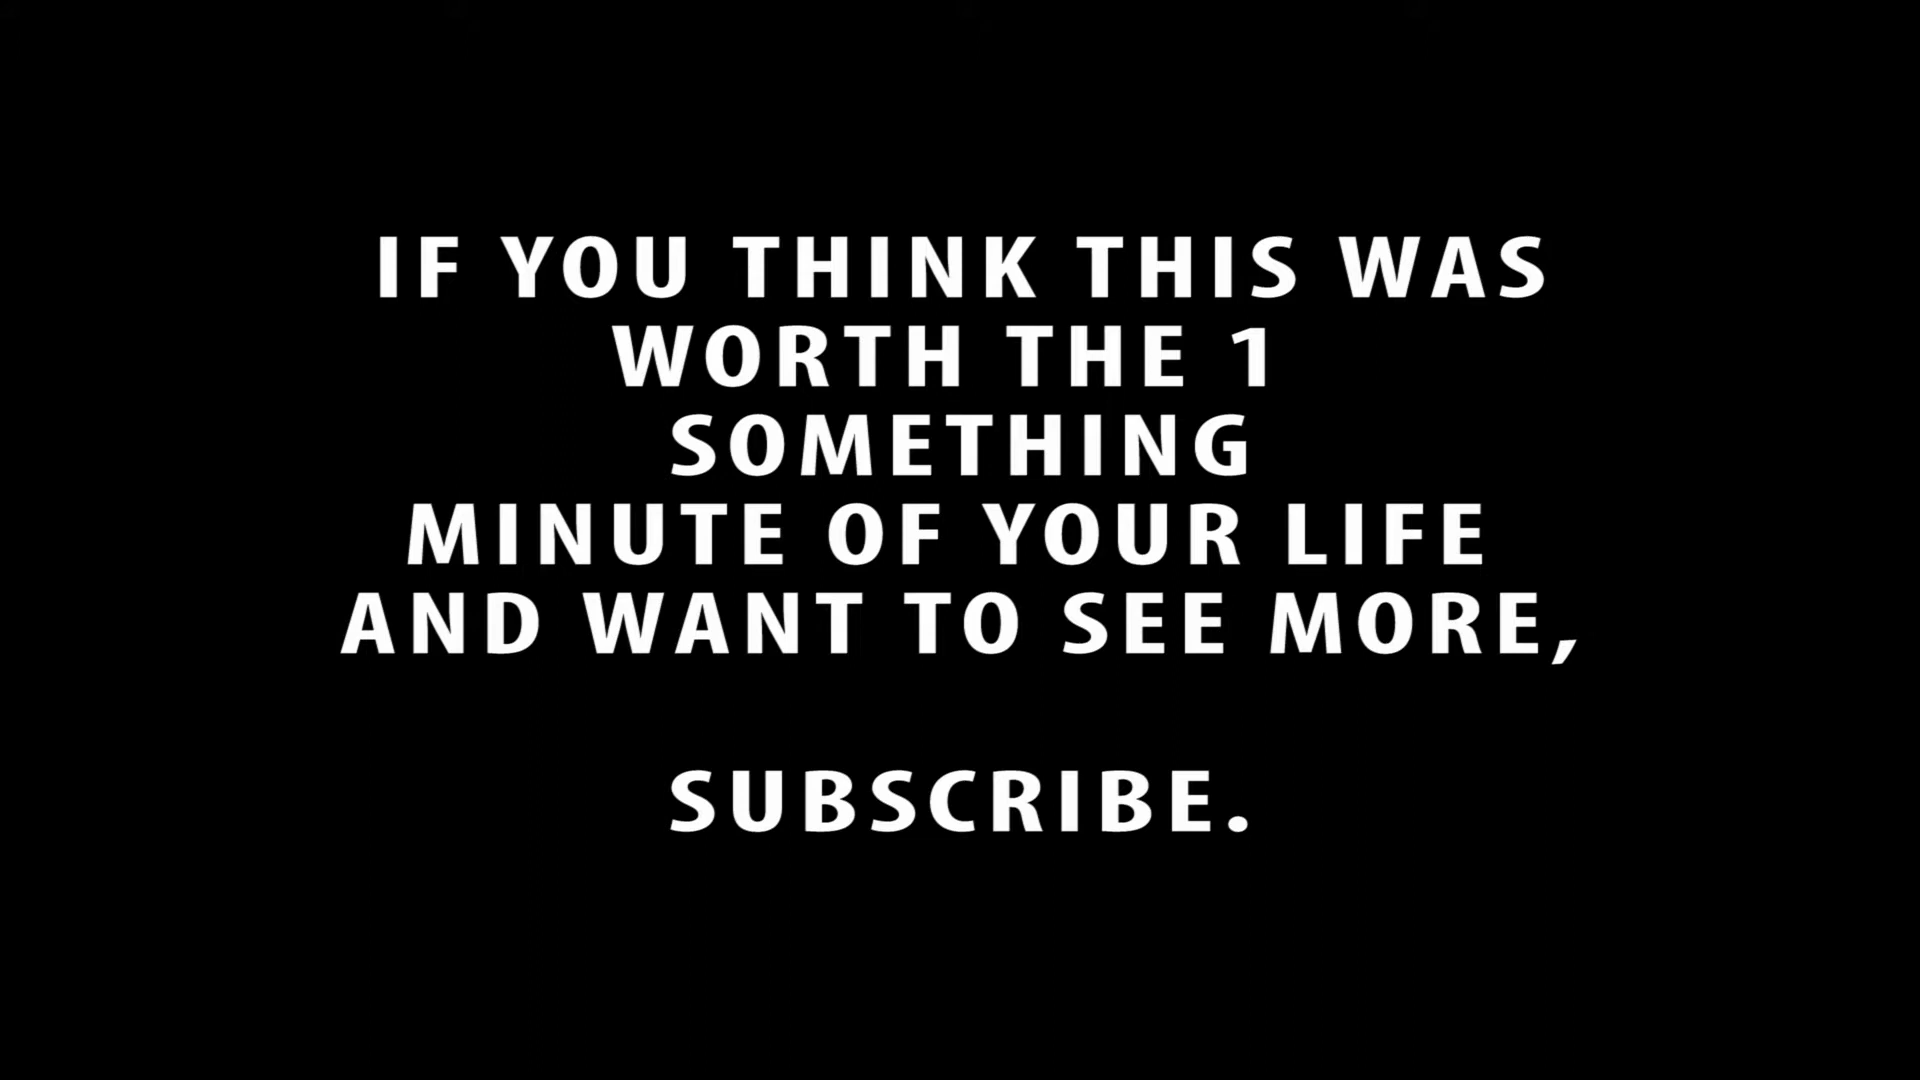 IF YOU THINK THIS WAS
WORTH THE 1
SOMETHING
MINUTE OF YOUR LIFE
AND WANT TO SEE MORE,
SUBSCRIBE.